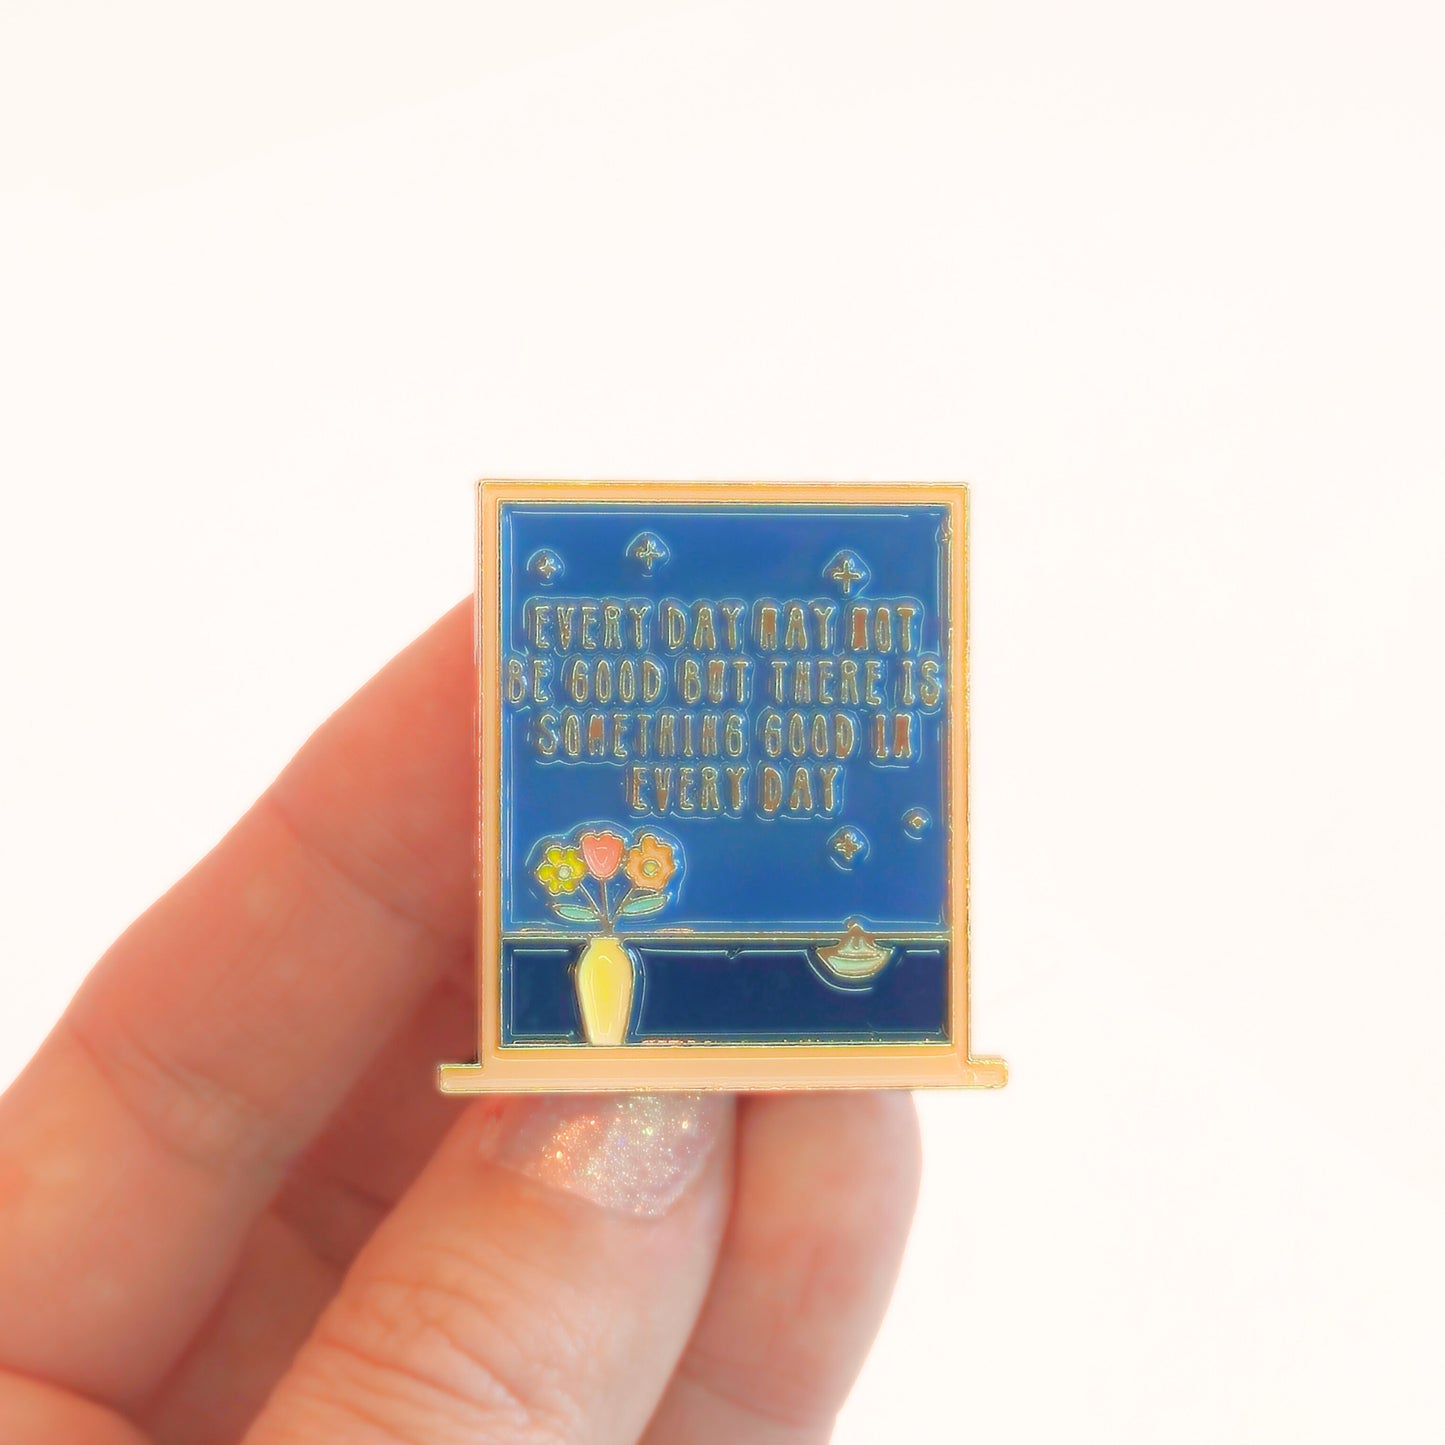 EVERY DAY MAY NOT
BE GOOD BUT THERE IS
SOMETHING GOOD IN
EVERY DAY